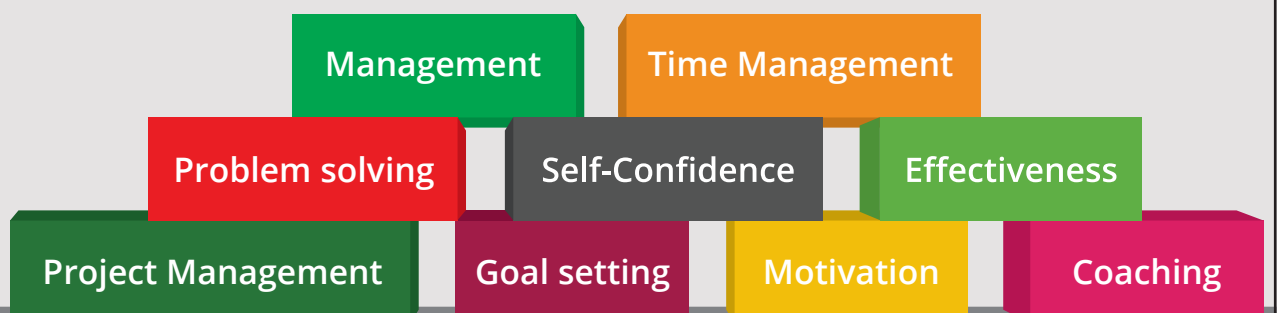 Management
Time Management
Problem solving
Self-Confidence
Effectiveness
Project Management
Goal setting
Motivation
Coaching